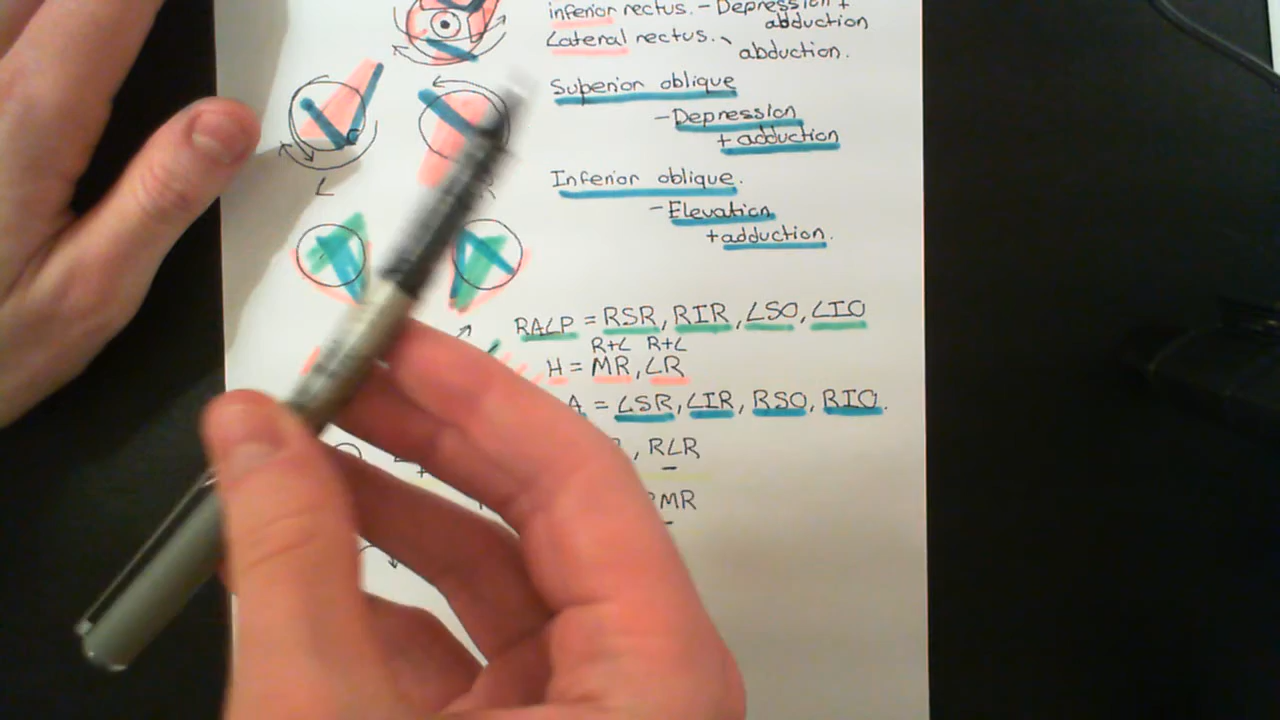 inferior rectus. - Depression +
abduction
Lateral rectus.
abduction.
Superior oblique
- Depression
+ adduction
L
Inferior oblique.
- Elevation
+ adduction.
RALP = RSR, RIR, LSO, LIO
R+L R+L
H = MR, LR
A = LSR, LIR, RSO, RIO.
, RLR
MR